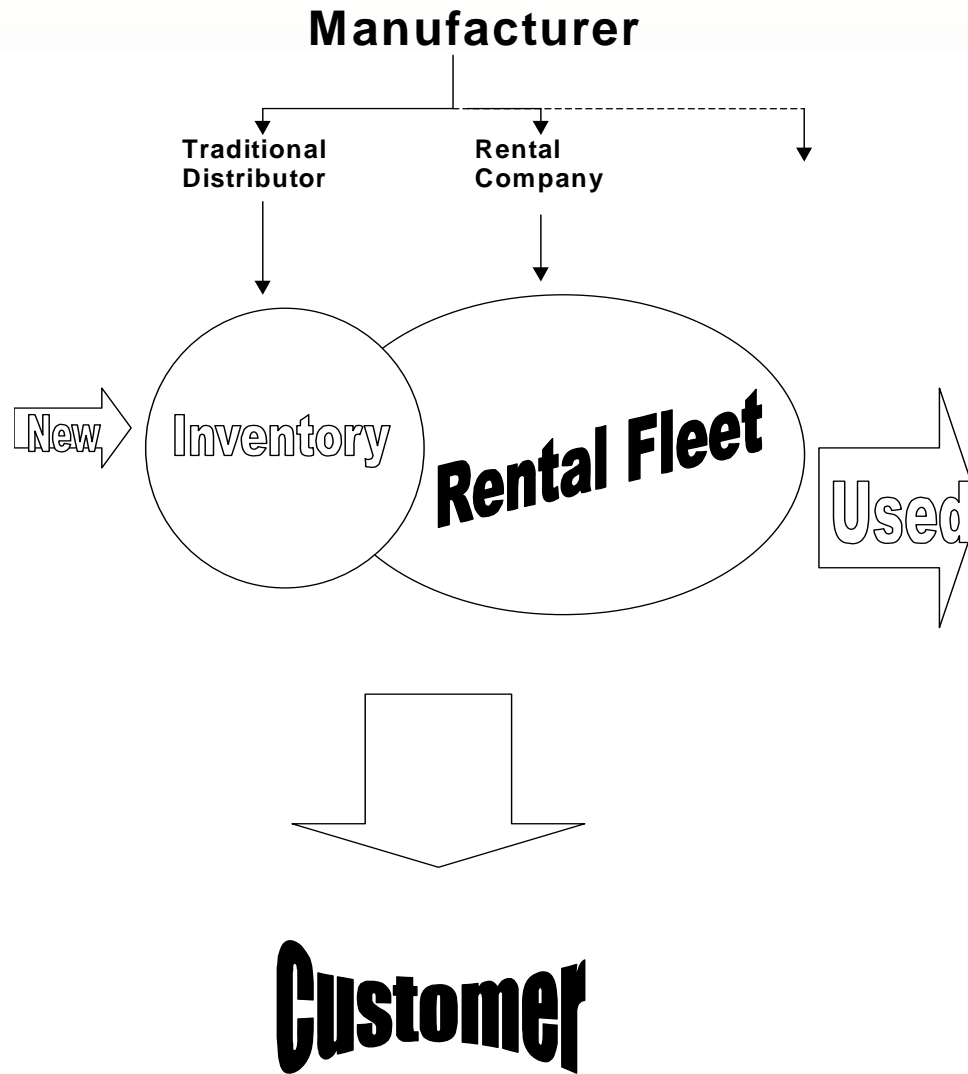 Manufacturer
Traditional
Distributor
Rental
Company
New
Inventory
Rental Fleet
Used
Customer